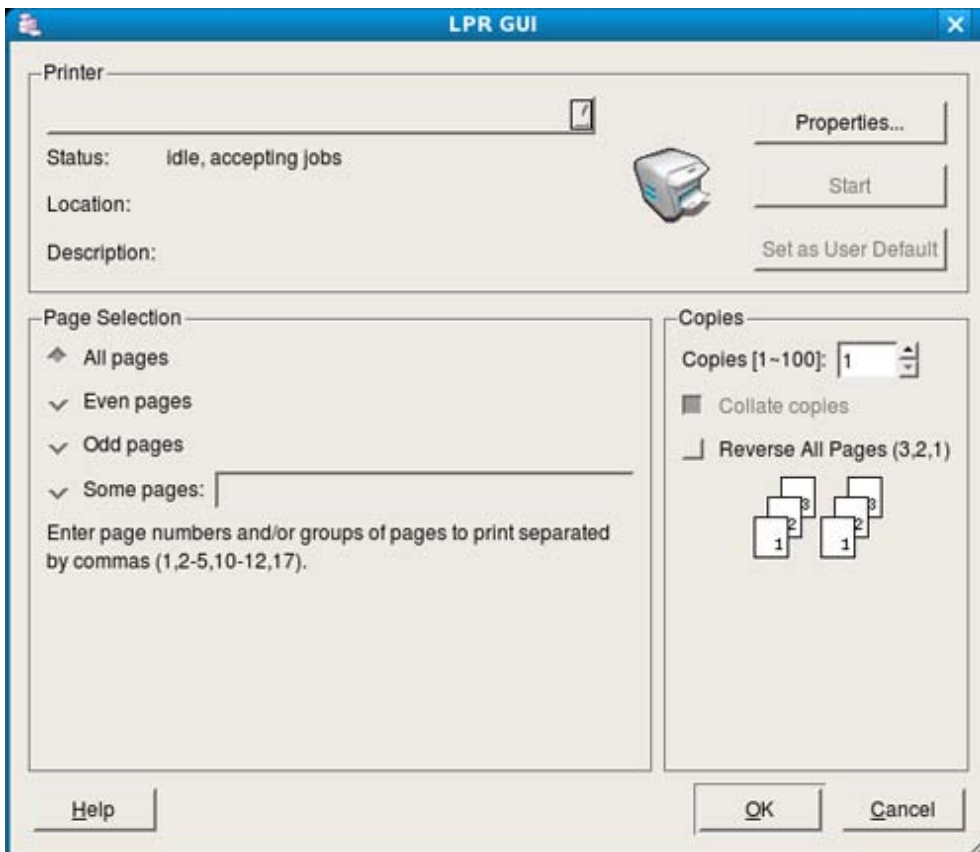 LPR GUI
Printer
Properties...
Status: idle, accepting jobs
Start
Location:
Set as User Default
Description:
Page Selection
All pages
Even pages
Odd pages
Some pages:
Enter page numbers and/or groups of pages to print separated
by commas (1,2-5,10-12,17).
Copies
Copies [1~100]: 1
Collate copies
Reverse All Pages (3,2,1)
3 3
2 2
1 1
Help
OK
Cancel